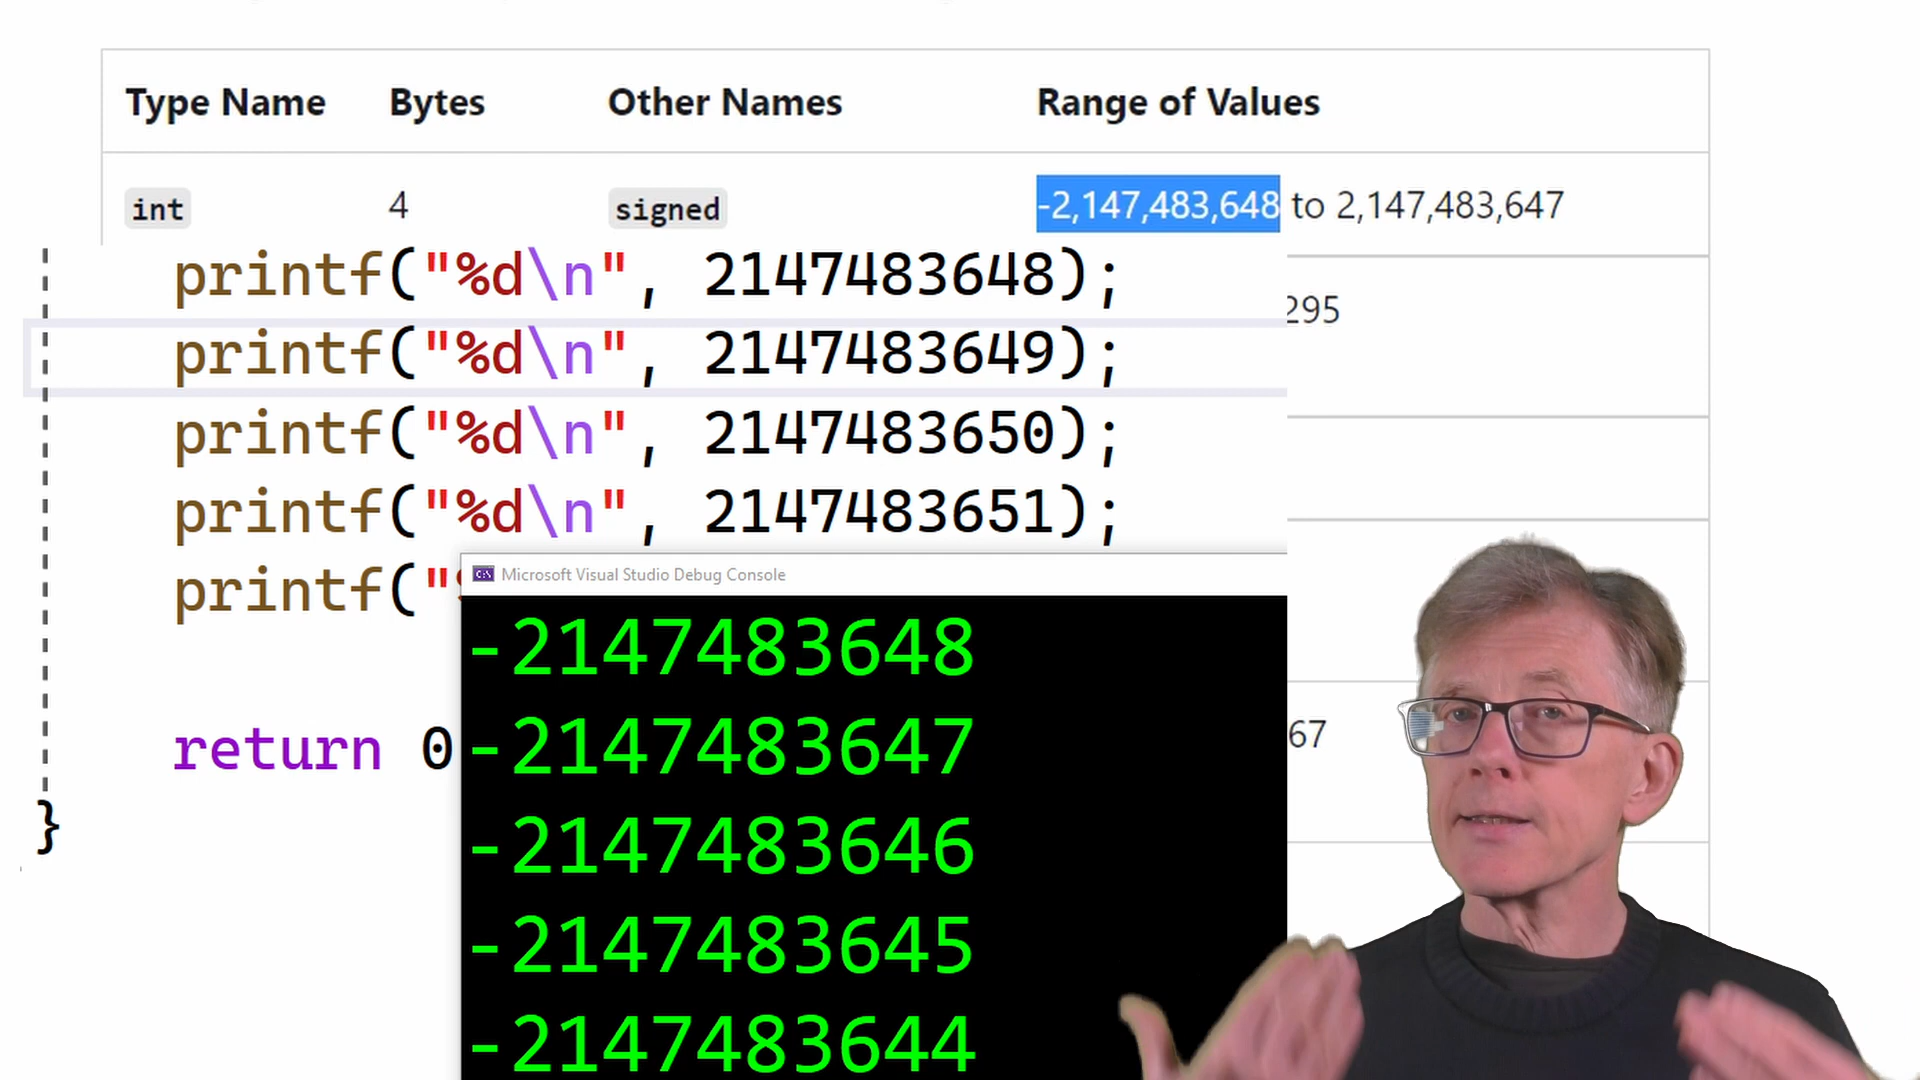 Type Name Bytes Other Names Range of Values
int 4 signed -2,147,483,648 to 2,147,483,647
printf("%d\n", 2147483648);
295
printf("%d\n", 2147483649);
printf("%d\n", 2147483650);
printf("%d\n", 2147483651);
printf("
Microsoft Visual Studio Debug Console
-2147483648
return 0
-2147483647
67
}
-2147483646
-2147483645
-2147483644